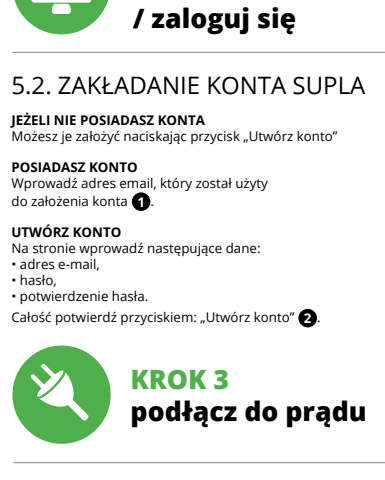 / zaloguj się
5.2. ZAKŁADANIE KONTA SUPLA
JEŻELI NIE POSIADASZ KONTA
Możesz je założyć naciskając przycisk „Utwórz konto”
POSIADASZ KONTO
Wprowadź adres email, który został użyty
do założenia konta 1.
UTWÓRZ KONTO
Na stronie wprowadź następujące dane:
• adres e-mail,
• hasło,
• potwierdzenie hasła.
Całość potwierdź przyciskiem: „Utwórz konto” 2.
KROK 3
podłącz do prądu